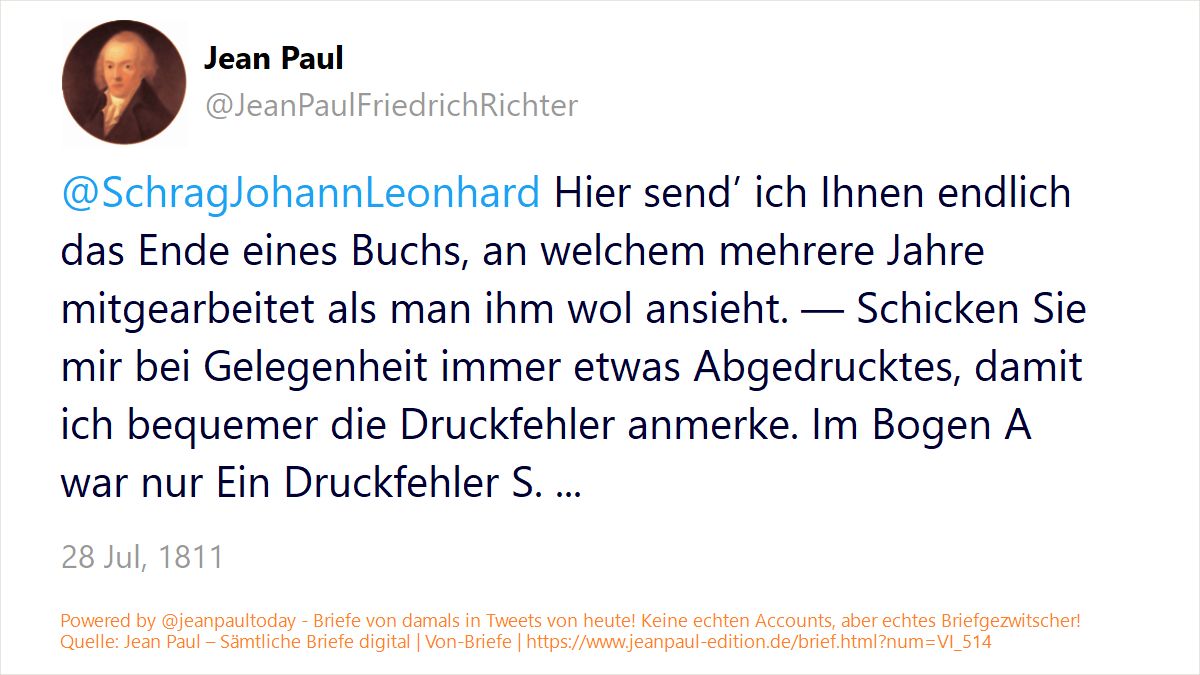 Jean Paul
@JeanPaulFriedrichRichter
@SchragJohannLeonhard Hier send’ ich Ihnen endlich
das Ende eines Buchs, an welchem mehrere Jahre
mitgearbeitet als man ihm wol ansieht. — Schicken Sie
mir bei Gelegenheit immer etwas Abgedrucktes, damit
ich bequemer die Druckfehler anmerke. Im Bogen A
war nur Ein Druckfehler S. ...
28 Jul, 1811
Powered by @jeanpaultoday - Briefe von damals in Tweets von heute! Keine echten Accounts, aber echtes Briefgezwitscher!
Quelle: Jean Paul – Sämtliche Briefe digital | Von-Briefe | https://www.jeanpaul-edition.de/brief.html?num=VI_514